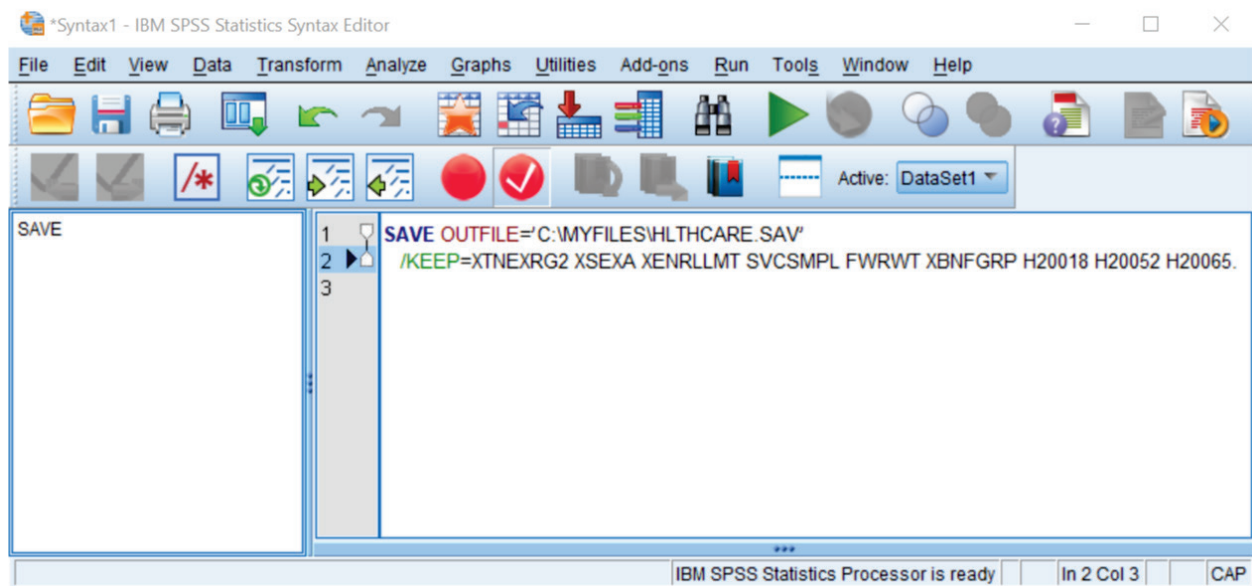 *Syntax1 - IBM SPSS Statistics Syntax Editor
File Edit View Data Transform Analyze Graphs Utilities Add-ons Run Tools Window Help
/*
Active: DataSet1
SAVE
1 SAVE OUTFILE='C:\MYFILES\HLTHCARE.SAV'
2 /KEEP=XTNEXRG2 XSEXA XENRLLMT SVCSMPL FWRWT XBNFGRP H20018 H20052 H20065.
3
IBM SPSS Statistics Processor is ready In 2 Col 3 CAP